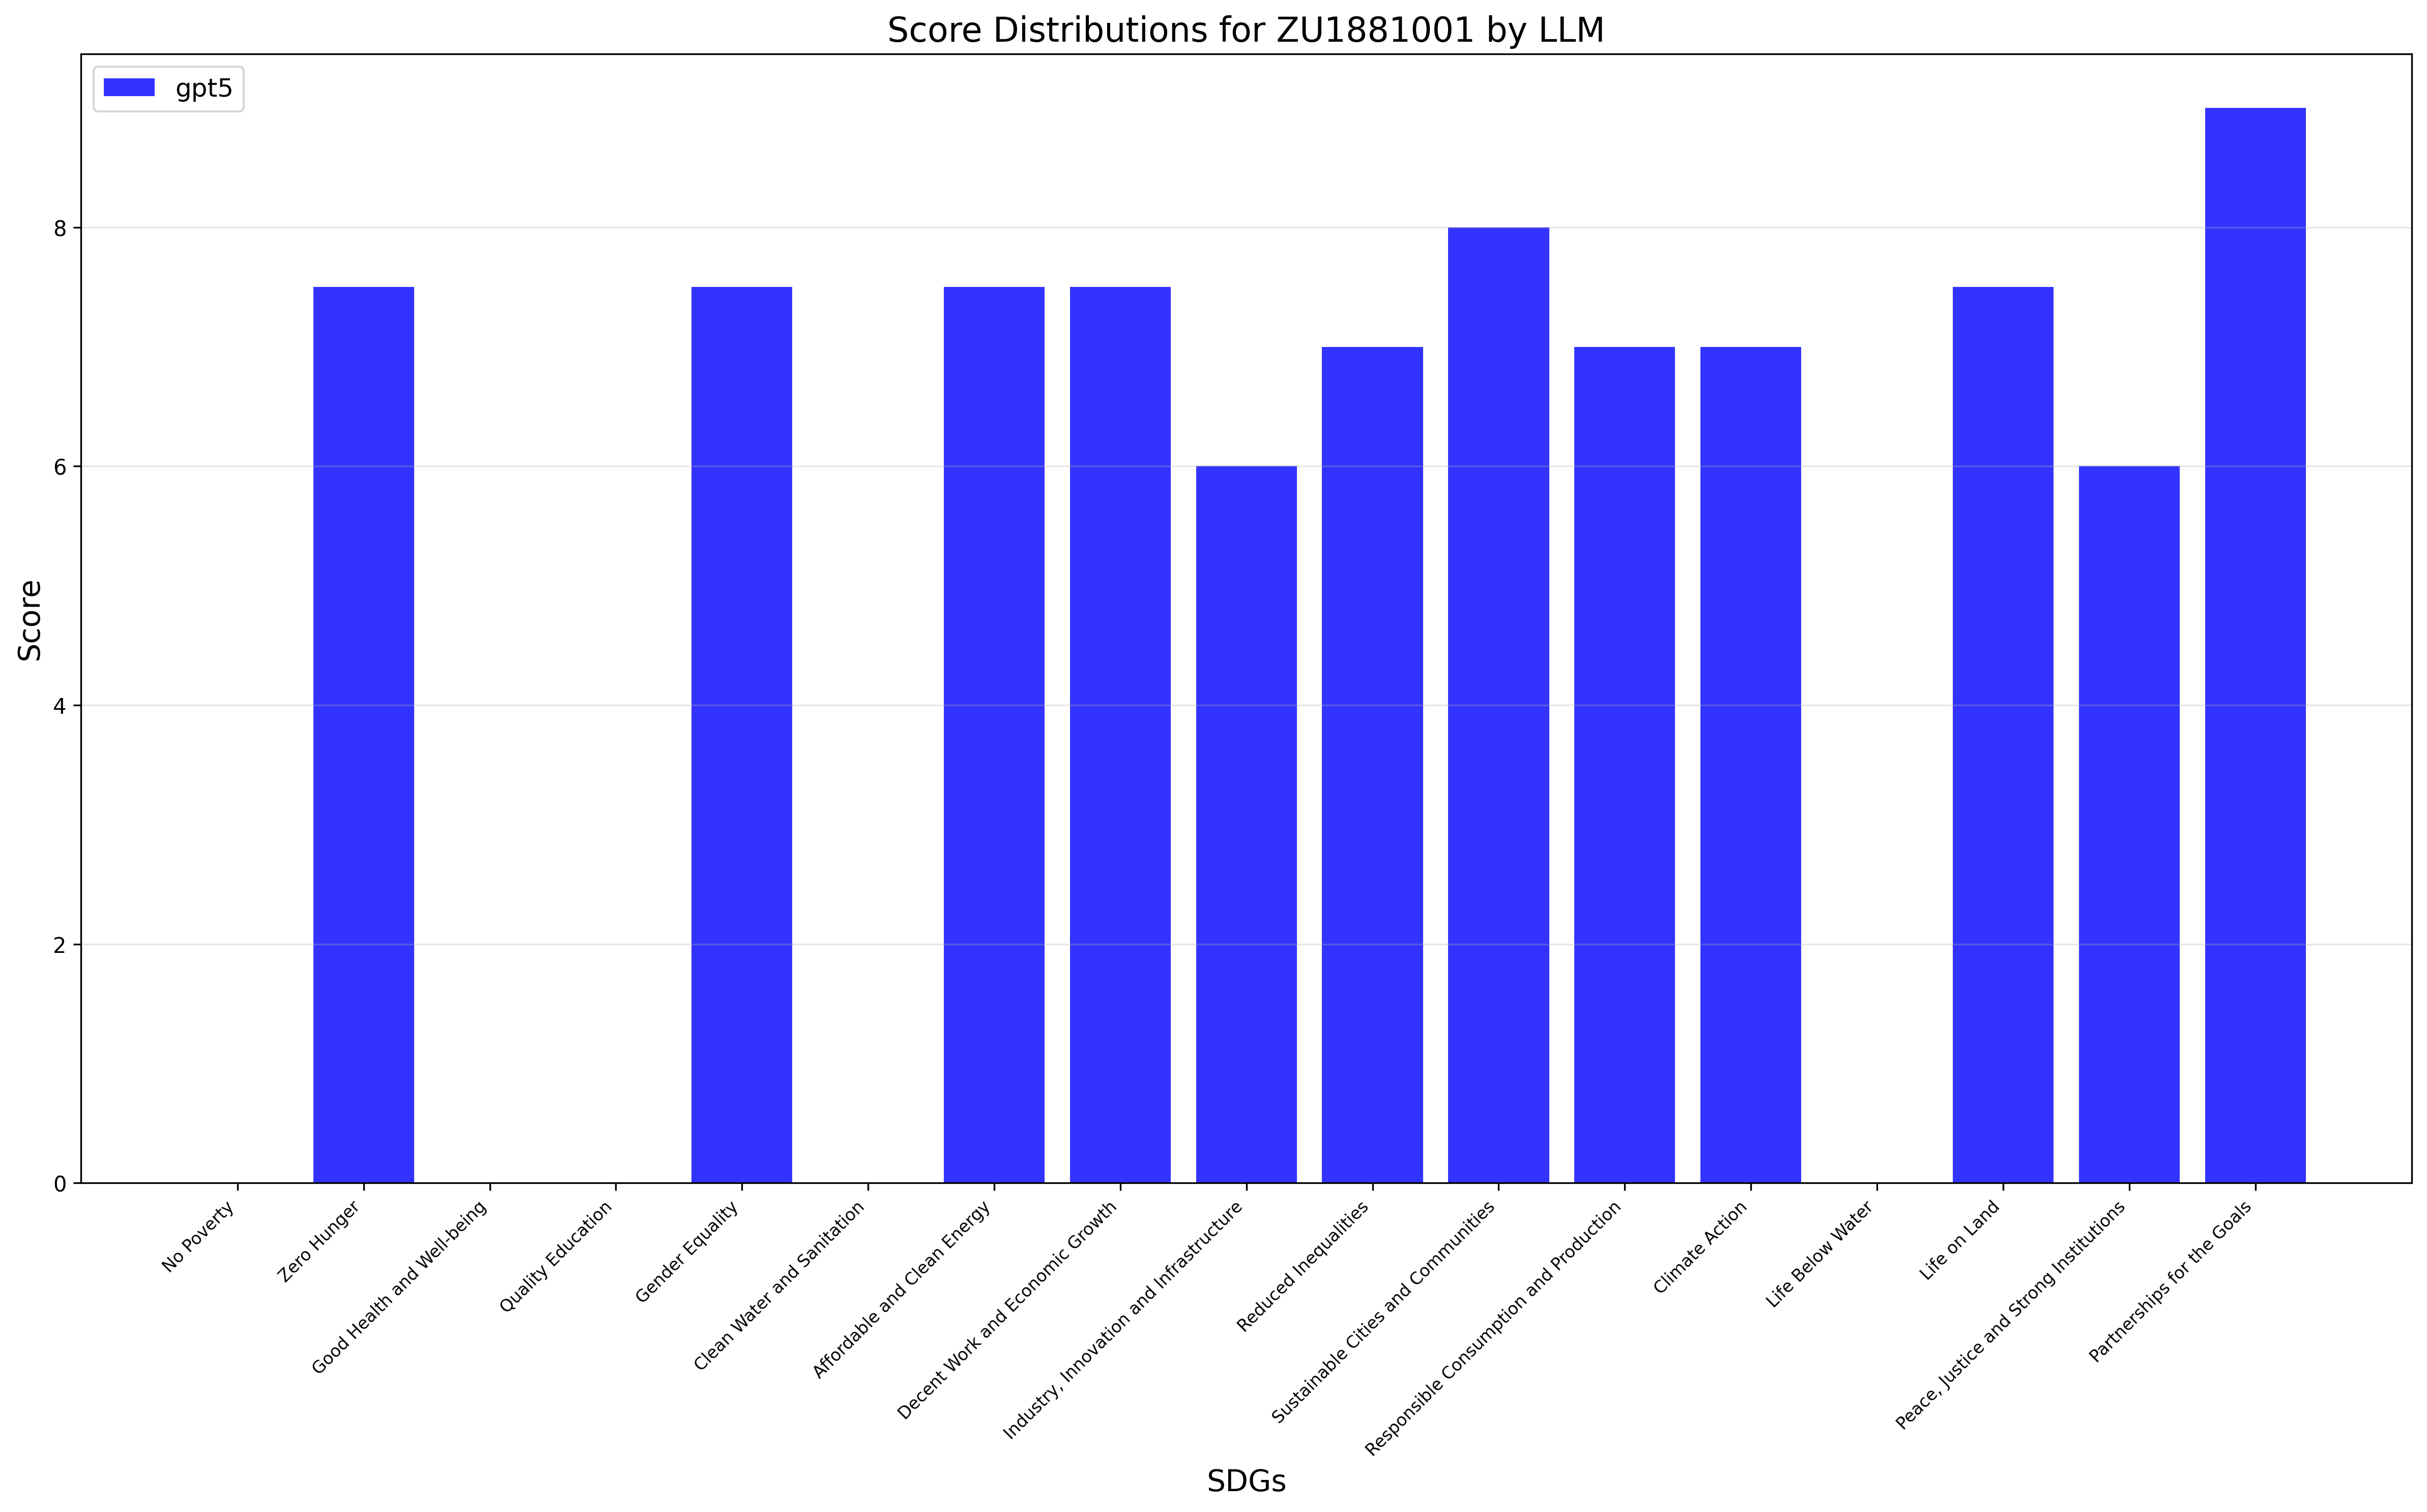 Score Distributions for ZU1881001 by LLM
gpt5
Score
8
6
4
2
0
No Poverty
Zero Hunger
Good Health and Well-being
Quality Education
Gender Equality
Clean Water and Sanitation
Affordable and Clean Energy
Decent Work and Economic Growth
Industry, Innovation and Infrastructure
Reduced Inequalities
Sustainable Cities and Communities
Responsible Consumption and Production
Climate Action
Life Below Water
Life on Land
Peace, Justice and Strong Institutions
Partnerships for the Goals
SDGs